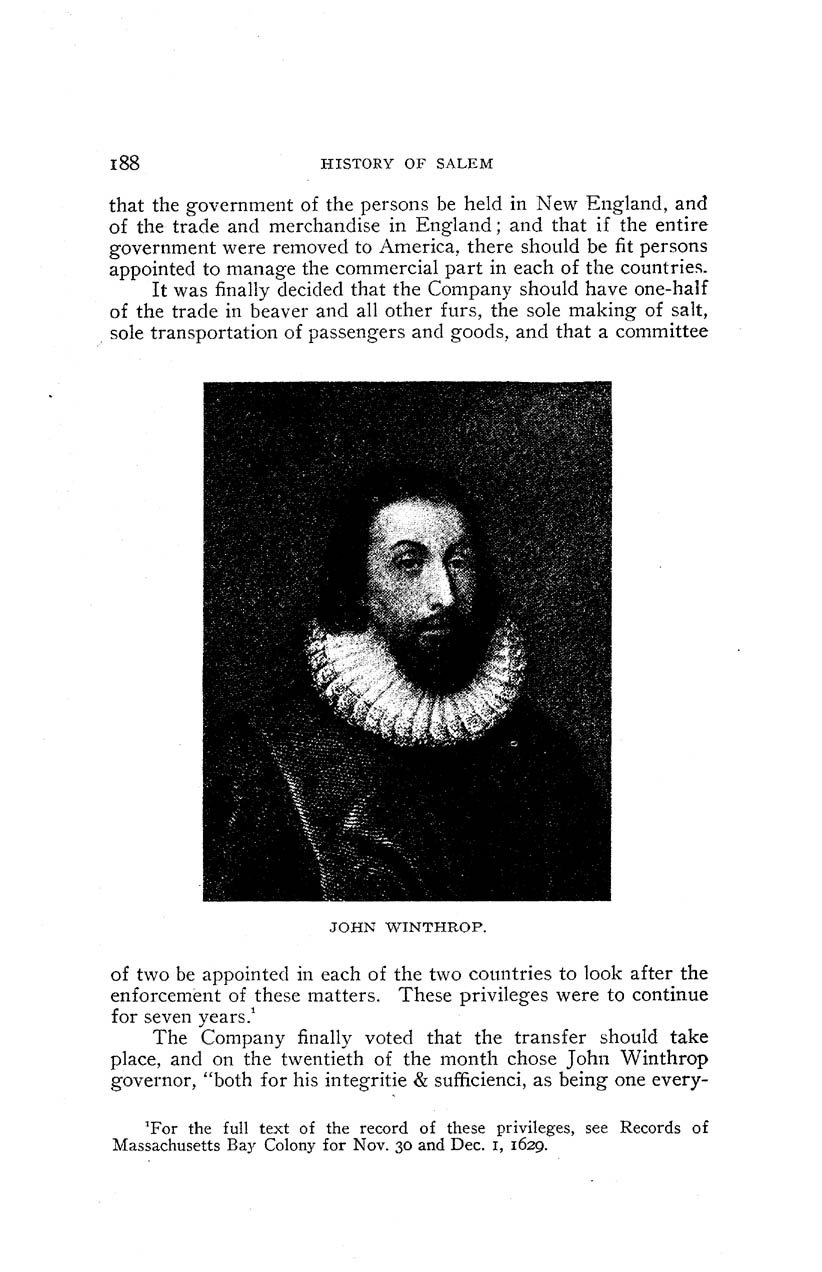 188 HISTORY OF SALEM
that the government of the persons be held in New England, and
of the trade and merchandise in England; and that if the entire
government were removed to America, there should be fit persons
appointed to manage the commercial part in each of the countries.
It was finally decided that the Company should have one-half
of the trade in beaver and all other furs, the sole making of salt,
sole transportation of passengers and goods, and that a committee
JOHN WINTHROP.
of two be appointed in each of the two countries to look after the
enforcement of these matters. These privileges were to continue
for seven years.¹
The Company finally voted that the transfer should take
place, and on the twentieth of the month chose John Winthrop
governor, "both for his integritie & sufficienci, as being one every-
¹For the full text of the record of these privileges, see Records of
Massachusetts Bay Colony for Nov. 30 and Dec. 1, 1629.